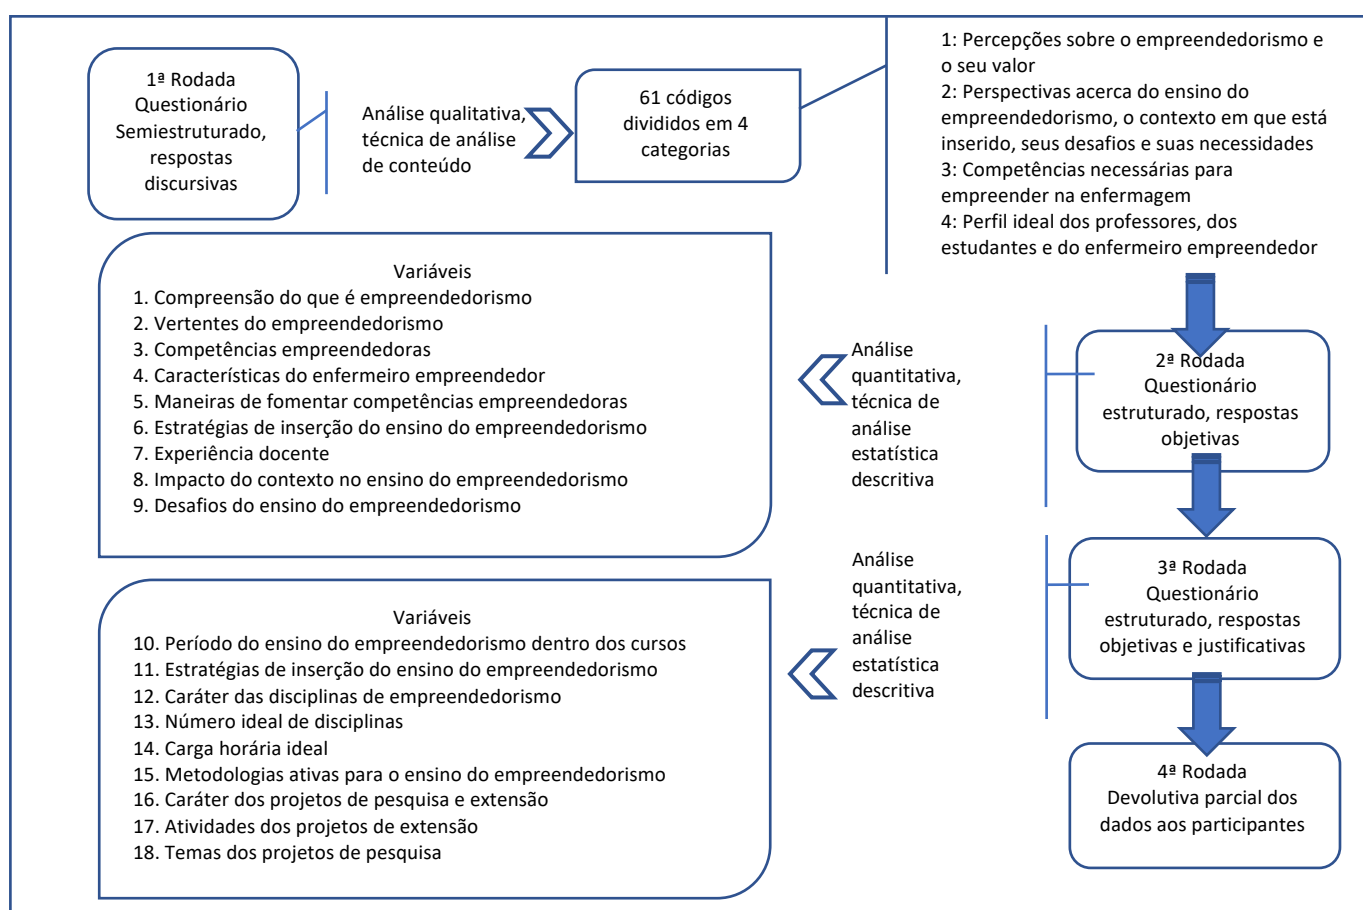 1ª Rodada
Questionário
Semiestruturado,
respostas
discursivas
Análise qualitativa,
técnica de análise
de conteúdo
61 códigos
divididos em 4
categorias
1: Percepções sobre o empreendedorismo e
o seu valor
2: Perspectivas acerca do ensino do
empreendedorismo, o contexto em que está
inserido, seus desafios e suas necessidades
3: Competências necessárias para
empreender na enfermagem
4: Perfil ideal dos professores, dos
estudantes e do enfermeiro empreendedor
2ª Rodada
Questionário
estruturado, respostas
objetivas
Análise
quantitativa,
técnica de
análise
estatística
descritiva
Variáveis
1. Compreensão do que é empreendedorismo
2. Vertentes do empreendedorismo
3. Competências empreendedoras
4. Características do enfermeiro empreendedor
5. Maneiras de fomentar competências empreendedoras
6. Estratégias de inserção do ensino do empreendedorismo
7. Experiência docente
8. Impacto do contexto no ensino do empreendedorismo
9. Desafios do ensino do empreendedorismo
3ª Rodada
Questionário
estruturado, respostas
objetivas e justificativas
Análise
quantitativa,
técnica de
análise
estatística
descritiva
Variáveis
10. Período do ensino do empreendedorismo dentro dos cursos
11. Estratégias de inserção do ensino do empreendedorismo
12. Caráter das disciplinas de empreendedorismo
13. Número ideal de disciplinas
14. Carga horária ideal
15. Metodologias ativas para o ensino do empreendedorismo
16. Caráter dos projetos de pesquisa e extensão
17. Atividades dos projetos de extensão
18. Temas dos projetos de pesquisa
4ª Rodada
Devolutiva parcial dos
dados aos participantes